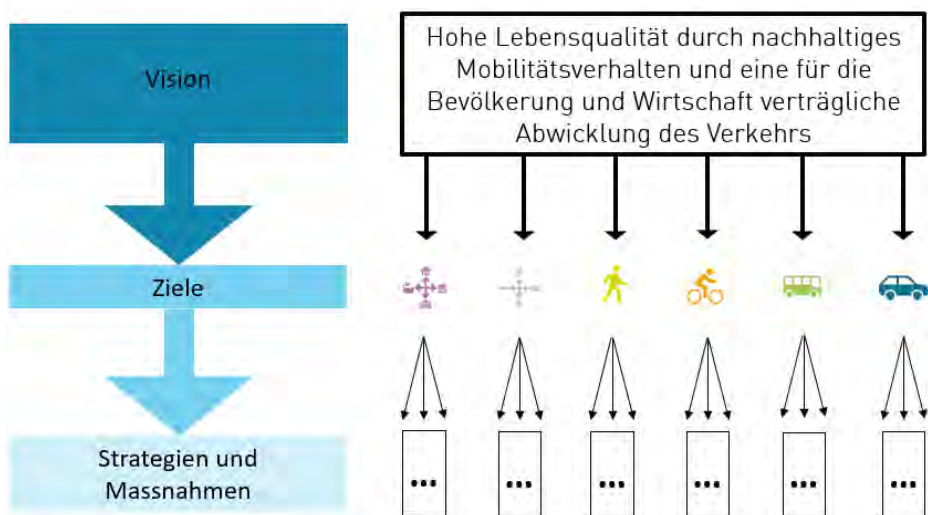 Vision
Hohe Lebensqualität durch nachhaltiges
Mobilitätsverhalten und eine für die
Bevölkerung und Wirtschaft verträgliche
Abwicklung des Verkehrs
Ziele
Strategien und
Massnahmen
... ... ... ... ... ...